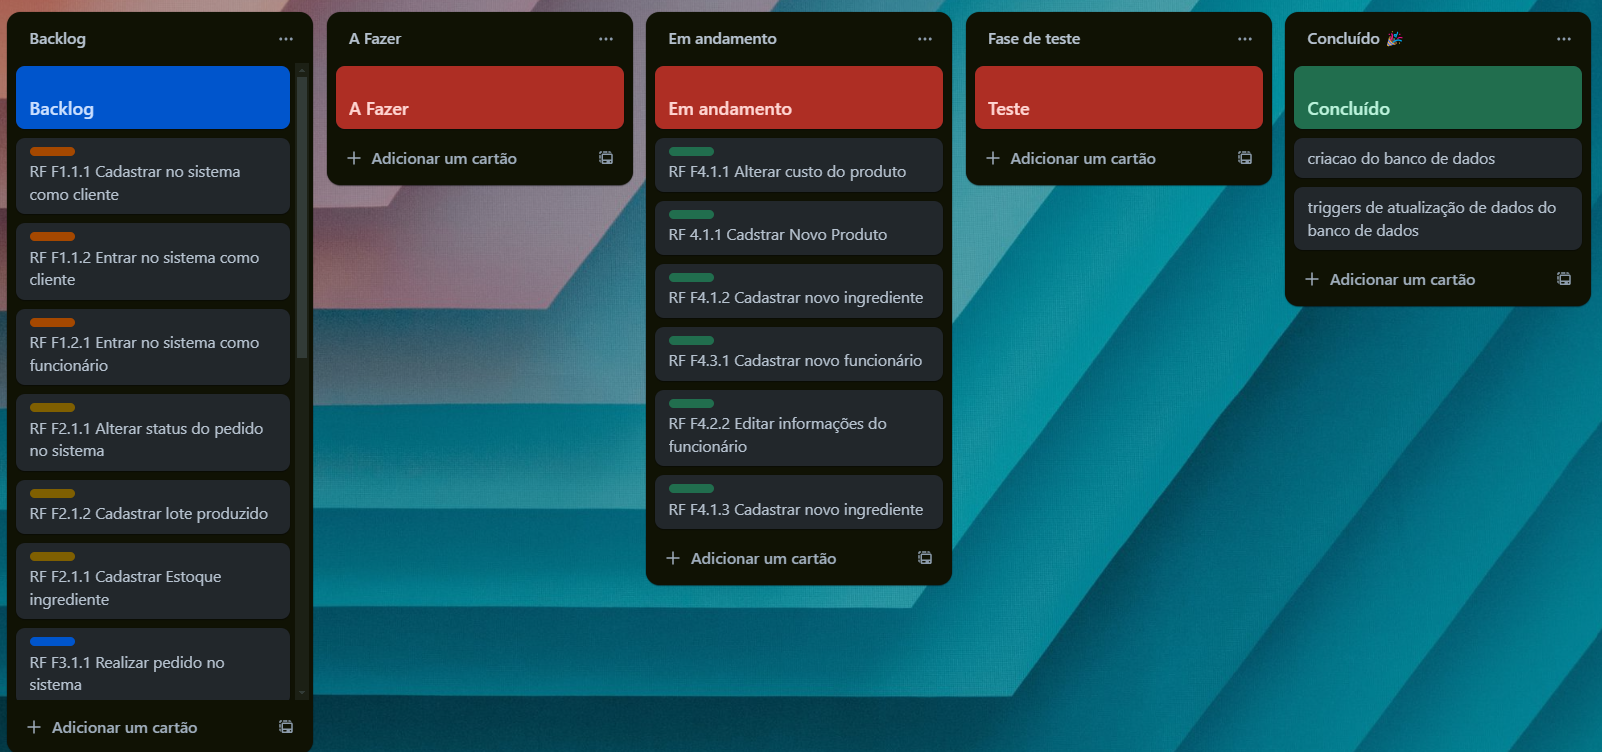 Backlog
Backlog
RF F1.1.1 Cadastrar no sistema
como cliente
RF F1.1.2 Entrar no sistema como
cliente
RF F1.2.1 Entrar no sistema como
funcionário
RF F2.1.1 Alterar status do pedido
no sistema
RF F2.1.2 Cadastrar lote produzido
RF F2.1.1 Cadastrar Estoque
ingrediente
RF F3.1.1 Realizar pedido no
sistema
Adicionar um cartão
A Fazer
A Fazer
Adicionar um cartão
Em andamento
Em andamento
RF F4.1.1 Alterar custo do produto
RF 4.1.1 Cadstrar Novo Produto
RF F4.1.2 Cadastrar novo ingrediente
RF F4.3.1 Cadastrar novo funcionário
RF F4.2.2 Editar informações do
funcionário
RF F4.1.3 Cadastrar novo ingrediente
Adicionar um cartão
Fase de teste
Teste
Adicionar um cartão
Concluído 🎉
Concluído
criacao do banco de dados
triggers de atualização de dados do
banco de dados
Adicionar um cartão